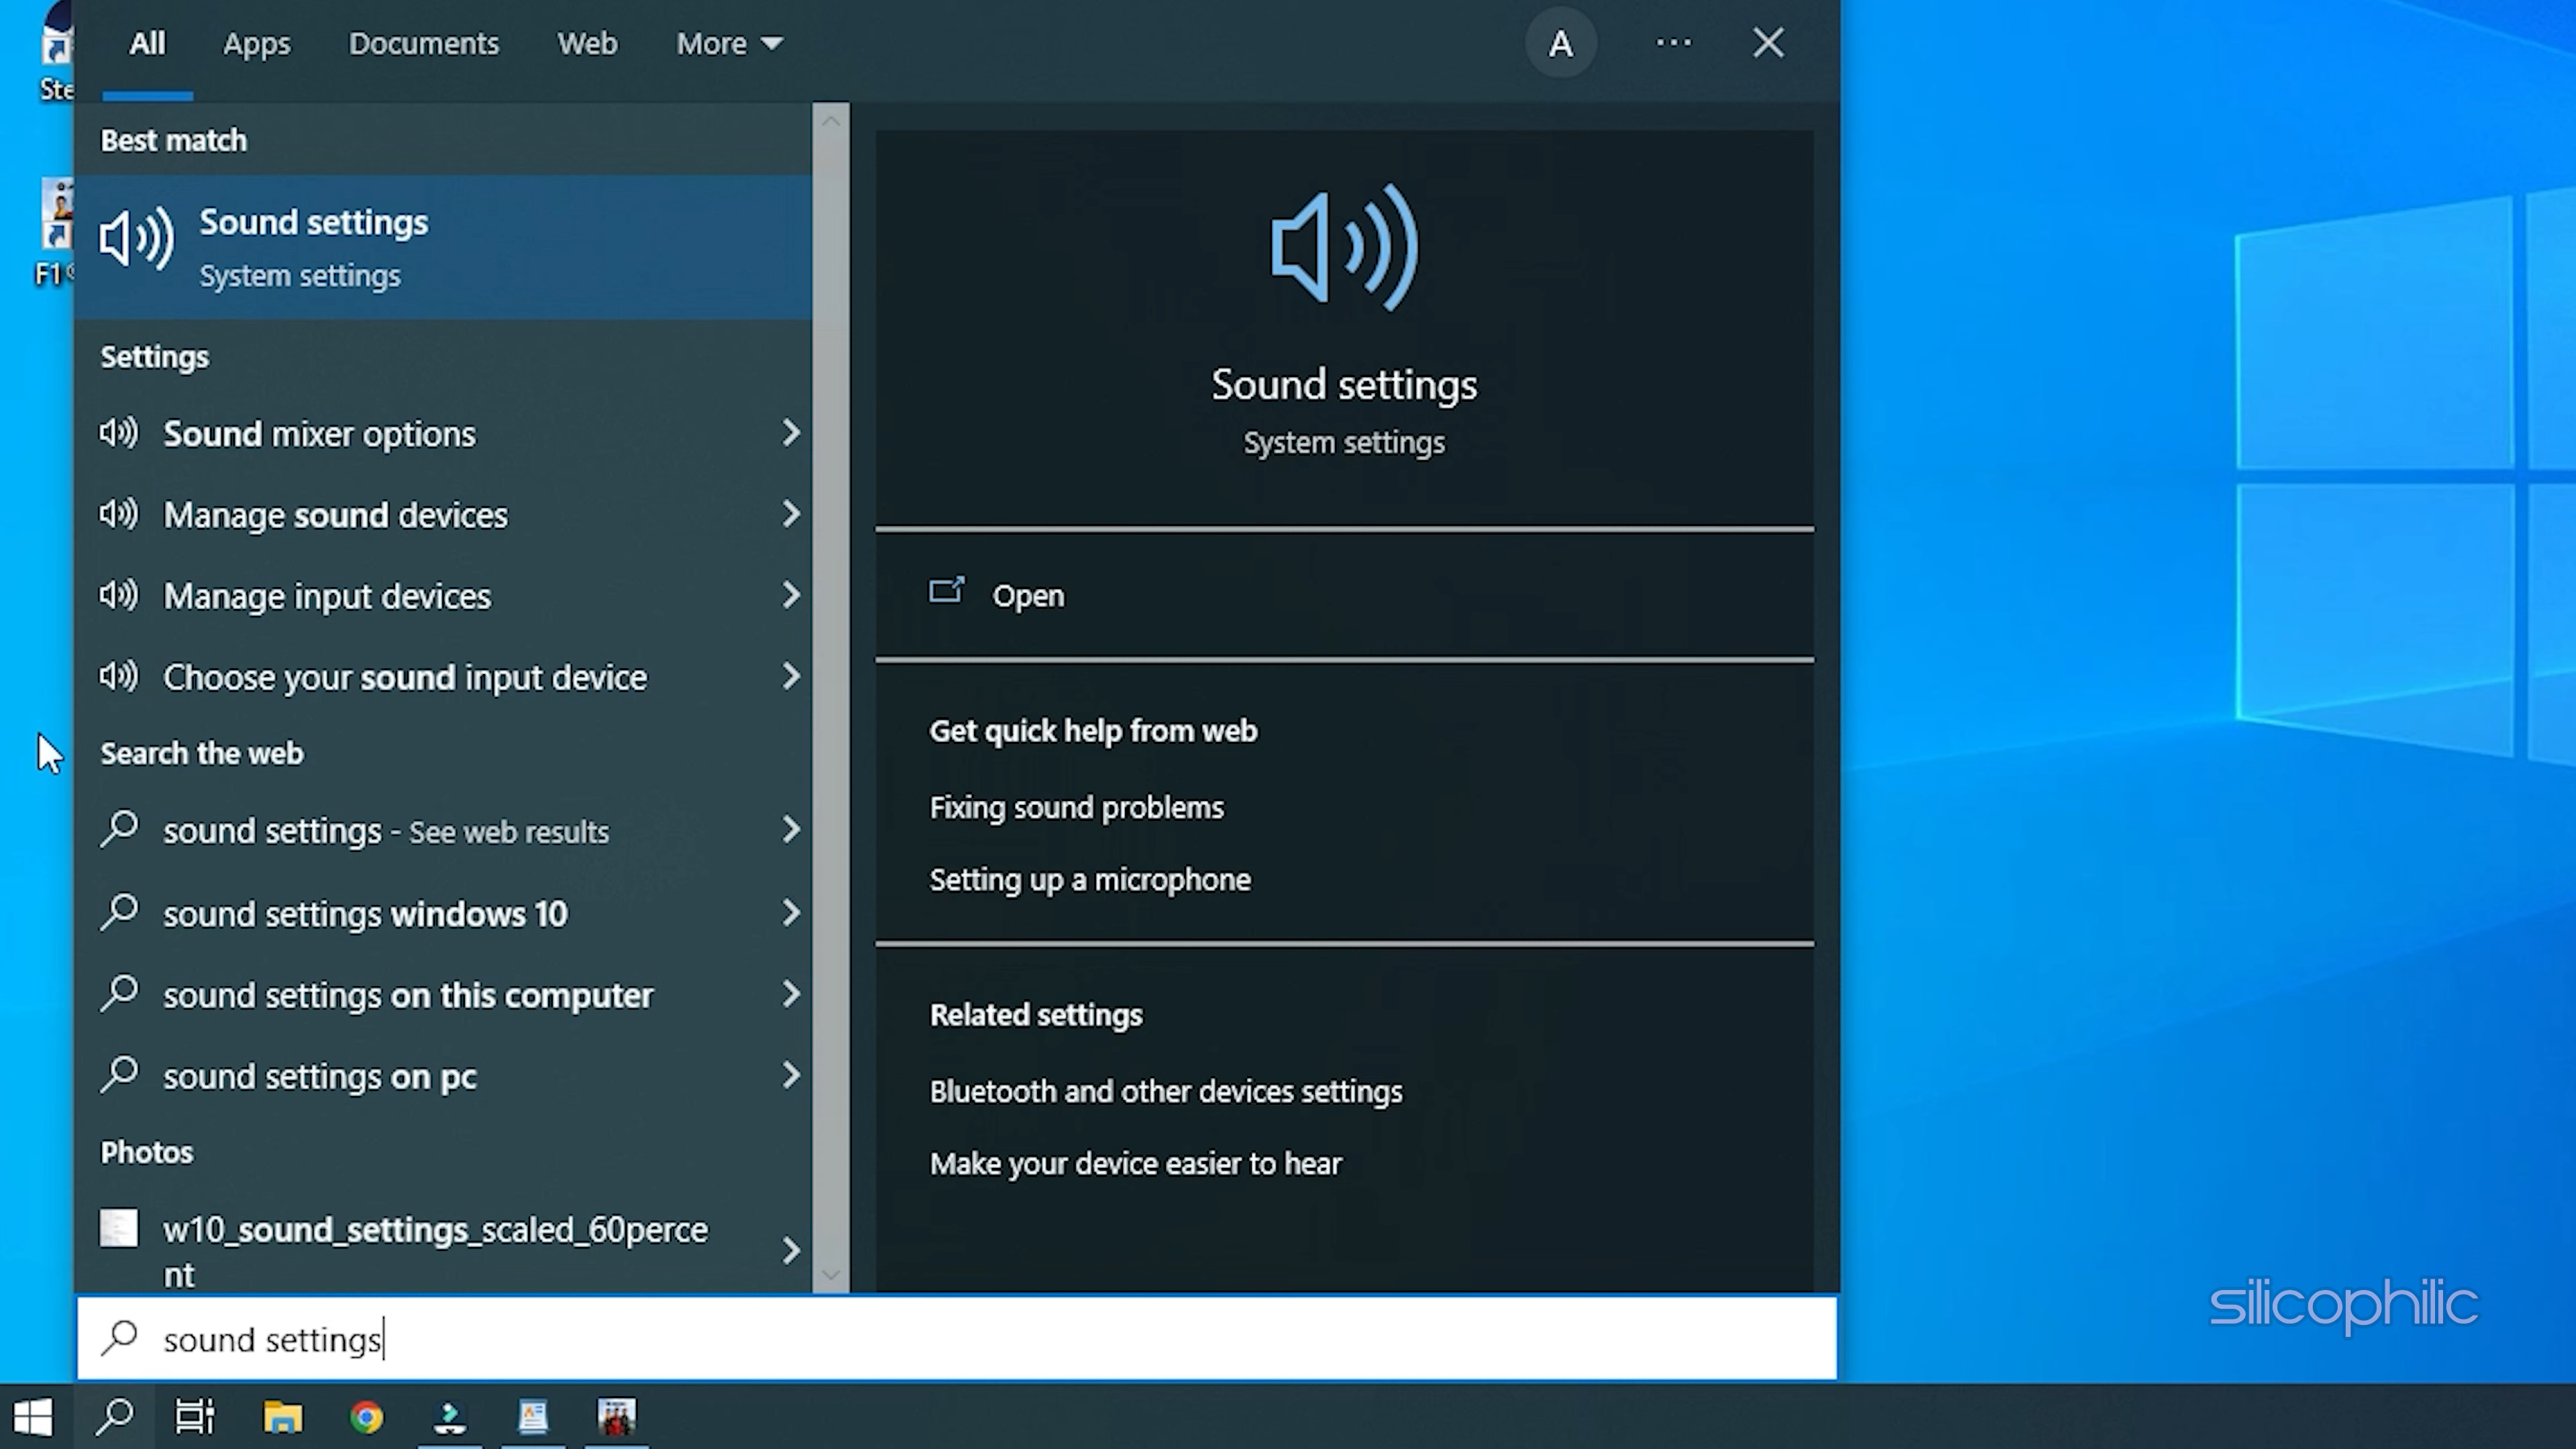 All
Apps
Documents
Web
More
A
Ste
F1
Best match
Sound settings
System settings
Settings
Sound mixer options
Manage sound devices
Manage input devices
Choose your sound input device
Search the web
sound settings - See web results
sound settings windows 10
sound settings on this computer
sound settings on pc
Photos
w10_sound_settings_scaled_60perce
nt
Sound settings
System settings
Open
Get quick help from web
Fixing sound problems
Setting up a microphone
Related settings
Bluetooth and other devices settings
Make your device easier to hear
sound settings
silicophilic